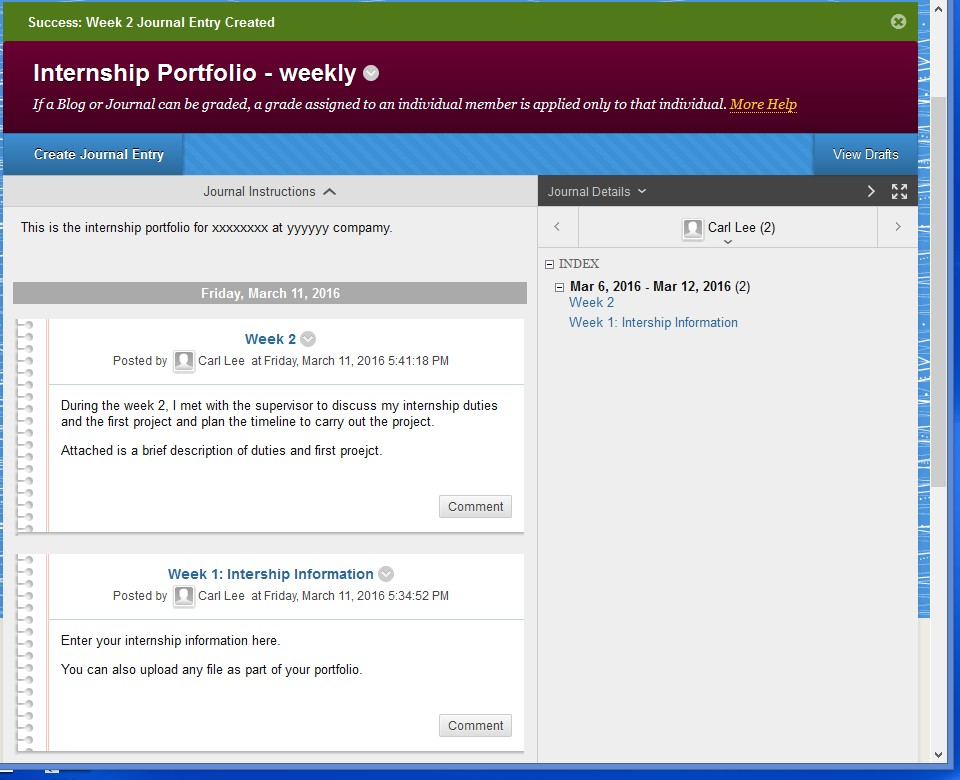 Success: Week 2 Journal Entry Created
Internship Portfolio - weekly
If a Blog or Journal can be graded, a grade assigned to an individual member is applied only to that individual. More Help
Create Journal Entry
View Drafts
Journal Instructions
This is the internship portfolio for xxxxxxxx at yyyyyy compamy.
Friday, March 11, 2016
Week 2
Posted by Carl Lee at Friday, March 11, 2016 5:41:18 PM
During the week 2, I met with the supervisor to discuss my internship duties
and the first project and plan the timeline to carry out the project.
Attached is a brief description of duties and first proejct.
Comment
Week 1: Intership Information
Posted by Carl Lee at Friday, March 11, 2016 5:34:52 PM
Enter your internship information here.
You can also upload any file as part of your portfolio.
Comment
Journal Details
Carl Lee (2)
INDEX
Mar 6, 2016 - Mar 12, 2016 (2)
Week 2
Week 1: Intership Information